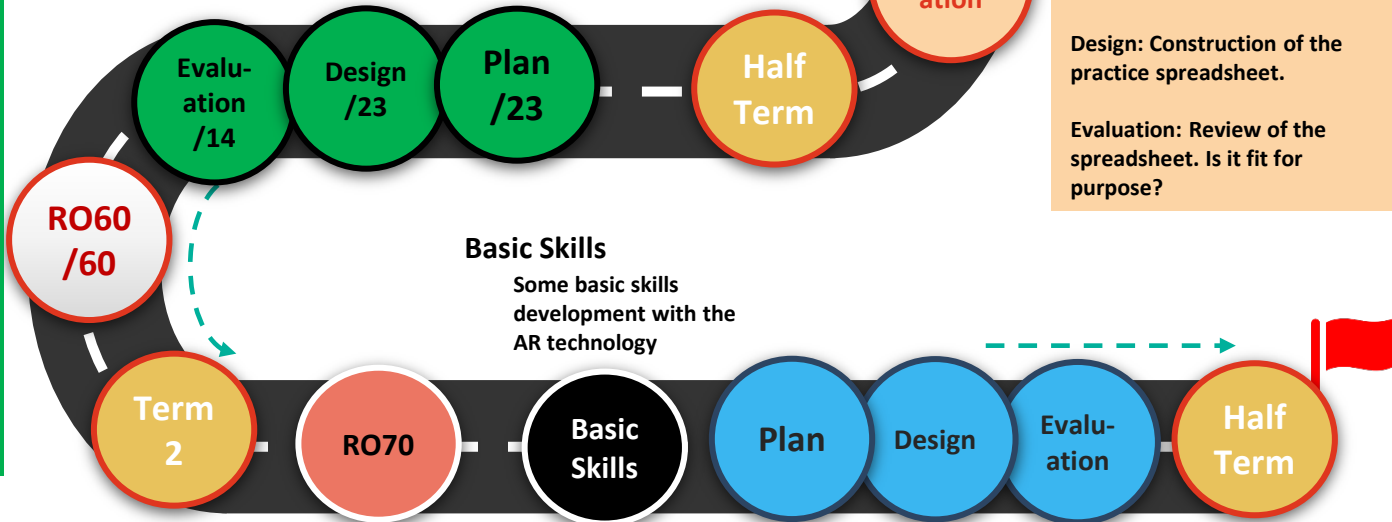 ation
Design: Construction of the
practice spreadsheet.
Evaluation: Review of the
spreadsheet. Is it fit for
purpose?
Half
Term
Plan
/23
Design
/23
Evalu-
ation
/14
RO60
/60
Basic Skills
Some basic skills
development with the
AR technology
Term
2
RO70
Basic
Skills
Plan
Design
Evalu-
ation
Half
Term